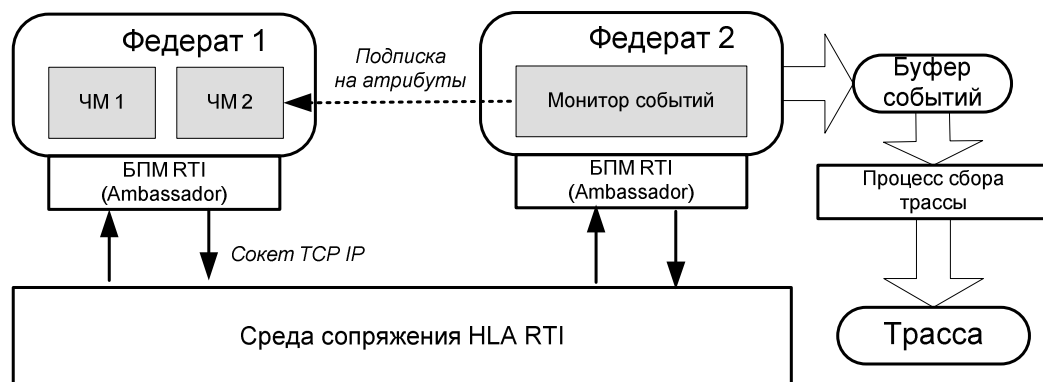 Федерат 1
ЧМ 1
ЧМ 2
БПМ RTI
(Ambassador)
Подписка
на атрибуты
Федерат 2
Монитор событий
БПМ RTI
(Ambassador)
Буфер
событий
Процесс сбора
трассы
Трасса
Сокет TCP IP
Среда сопряжения HLA RTI